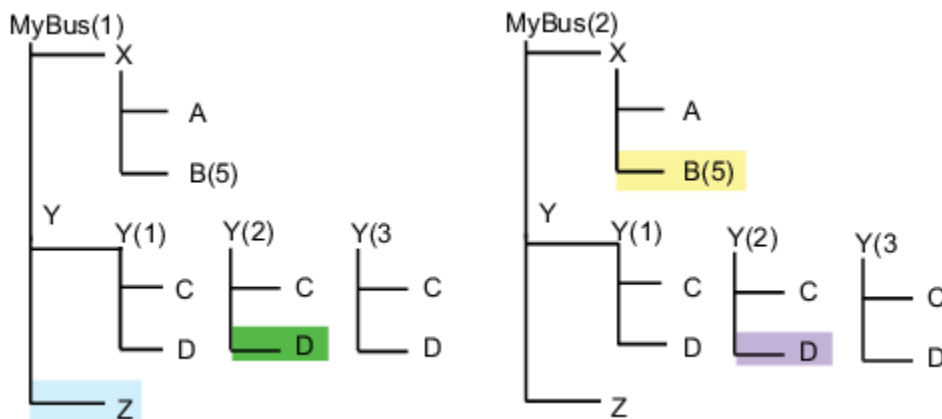 MyBus(1)
X
A
B(5)
Y
Y(1)
C
D
Y(2)
C
D
Y(3
C
D
Z
MyBus(2)
X
A
B(5)
Y
Y(1)
C
D
Y(2)
C
D
Y(3
C
D
Z